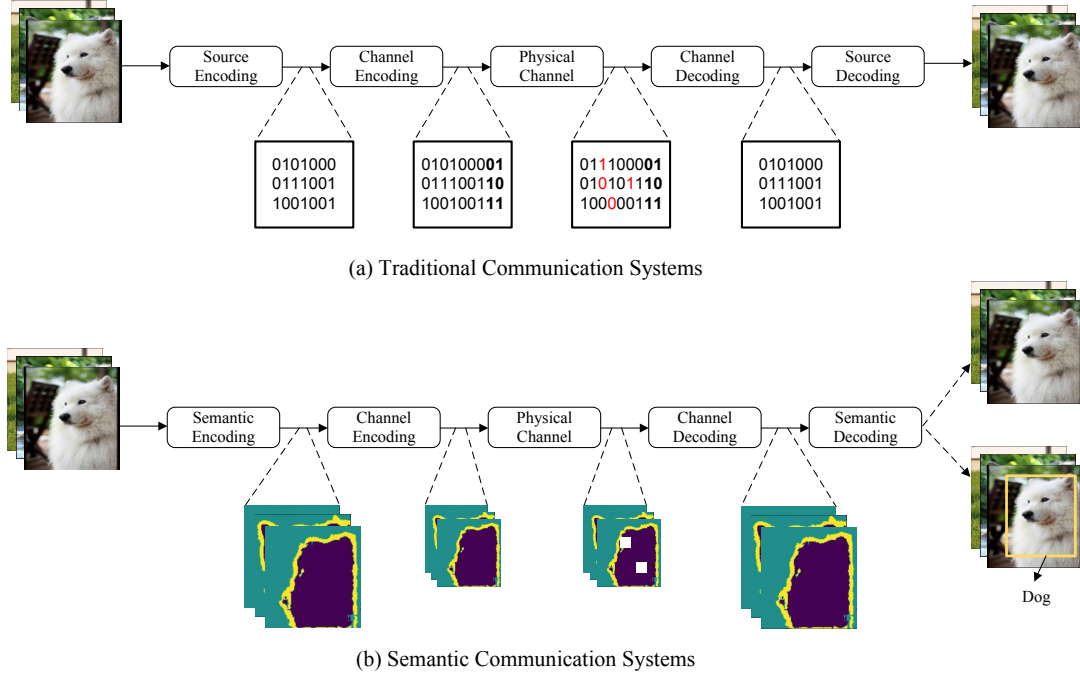 Source
Encoding
Channel
Encoding
Physical
Channel
Channel
Decoding
Source
Decoding
0101000
0111001
1001001
010100001
011100110
100100111
011100001
010101110
100000111
0101000
0111001
1001001
(a) Traditional Communication Systems
Semantic
Encoding
Channel
Encoding
Physical
Channel
Channel
Decoding
Semantic
Decoding
Dog
(b) Semantic Communication Systems